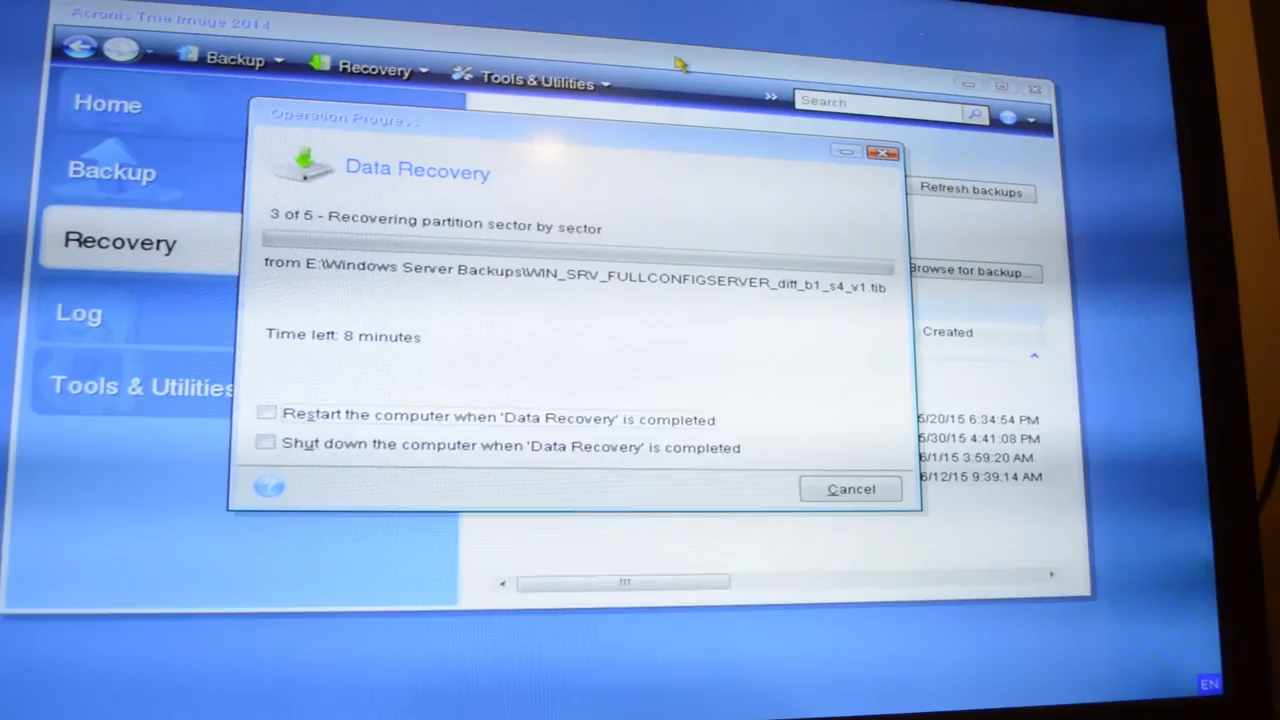 Acronis True Image 2014
Backup Recovery Tools & Utilities
Search
Home
Backup
Recovery
Log
Tools & Utilities
Operation Progress
Data Recovery
3 of 5 - Recovering partition sector by sector
from E:\Windows Server Backups\WIN_SRV_FULLCONFIGSERVER_diff_b1_s4_v1.tib
Time left: 8 minutes
Restart the computer when 'Data Recovery' is completed
Shut down the computer when 'Data Recovery' is completed
Cancel
Refresh backups
Browse for backup...
Created
5/20/15 6:34:54 PM
5/30/15 4:41:08 PM
6/1/15 3:59:20 AM
6/12/15 9:39:14 AM
EN